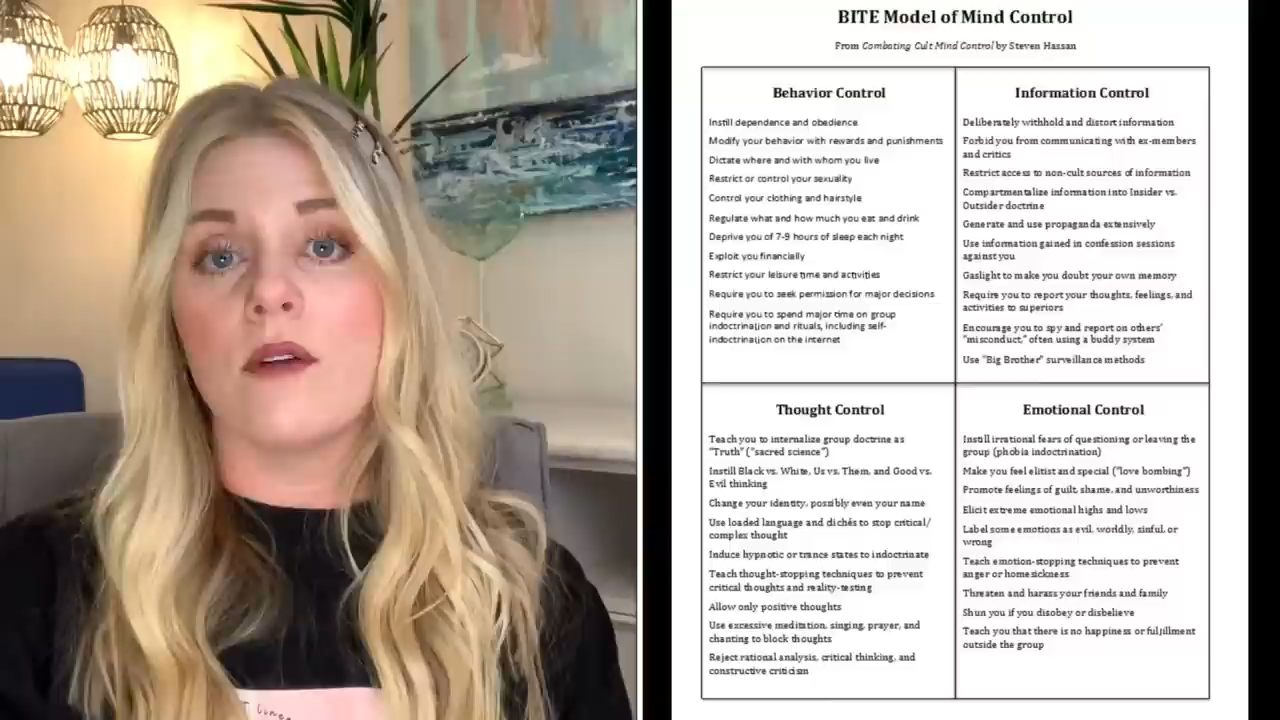 BITE Model of Mind Control
From Combating Cult Mind Control by Steven Hassan
Behavior Control
Instill dependence and obedience
Modify your behavior with rewards and punishments
Dictate where and with whom you live
Restrict or control your sexuality
Control your clothing and hairstyle
Regulate what and how much you eat and drink
Deprive you of 7-9 hours of sleep each night
Exploit you financially
Restrict your leisure time and activities
Require you to seek permission for major decisions
Require you to spend major time on group
indoctrination and rituals, including self-
indoctrination on the internet
Information Control
Deliberately withhold and distort information
Forbid you from communicating with ex-members
and critics
Restrict access to non-cult sources of information
Compartmentalize information into Insider vs.
Outsider doctrine
Generate and use propaganda extensively
Use information gained in confession sessions
against you
Gaslight to make you doubt your own memory
Require you to report your thoughts, feelings, and
activities to superiors
Encourage you to spy and report on others'
"misconduct," often using a buddy system
Use "Big Brother" surveillance methods
Thought Control
Teach you to internalize group doctrine as
"Truth" ("sacred science")
Instill Black vs. White, Us vs. Them, and Good vs.
Evil thinking
Change your identity, possibly even your name
Use loaded language and clichés to stop critical/
complex thought
Induce hypnotic or trance states to indoctrinate
Teach thought-stopping techniques to prevent
critical thoughts and reality-testing
Allow only positive thoughts
Use excessive meditation, singing, prayer, and
chanting to block thoughts
Reject rational analysis, critical thinking, and
constructive criticism
Emotional Control
Instill irrational fears of questioning or leaving the
group (phobia indoctrination)
Make you feel elitist and special ("love bombing")
Promote feelings of guilt, shame, and unworthiness
Elicit extreme emotional highs and lows
Label some emotions as evil, worldly, sinful, or
wrong
Teach emotion-stopping techniques to prevent
anger or homesickness
Threaten and harass your friends and family
Shun you if you disobey or disbelieve
Teach you that there is no happiness or fulfillment
outside the group